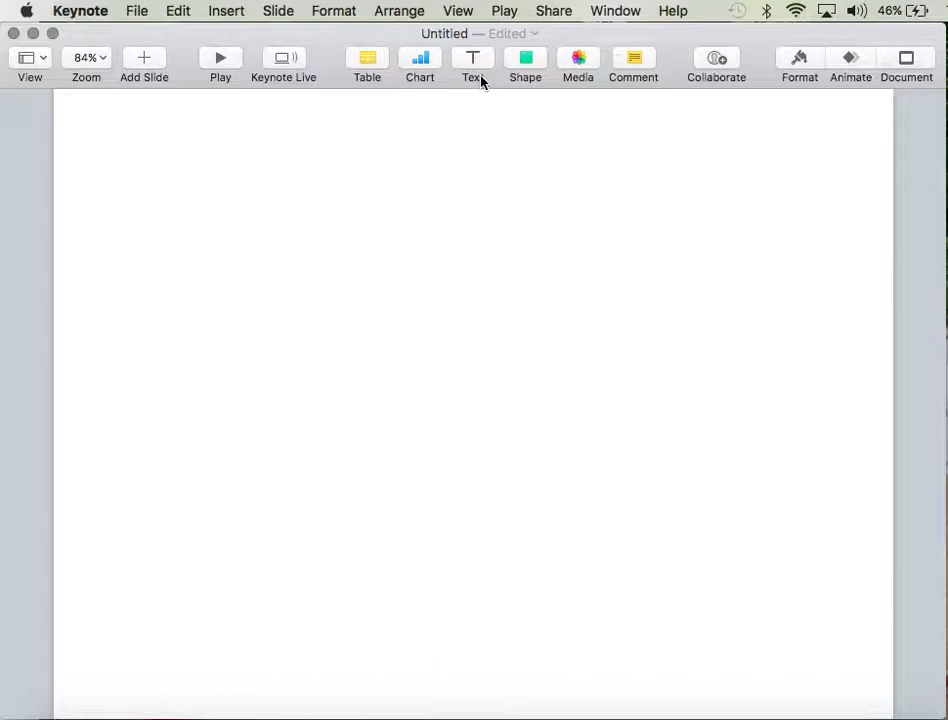 Keynote File Edit Insert Slide Format Arrange View Play Share Window Help 46%
Untitled — Edited
84%
View Zoom Add Slide Play Keynote Live Table Chart Text Shape Media Comment Collaborate Format Animate Document